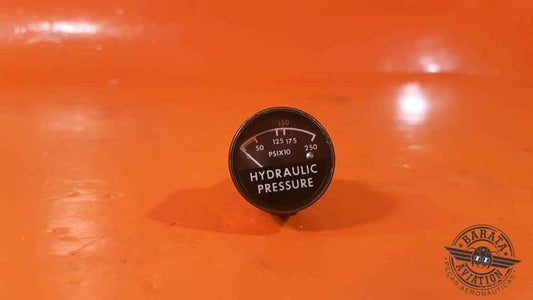 150
50 125 175 250
PSIX10
HYDRAULIC
PRESSURE
BARATA
AVIATION
PEÇAS AERONÁUTICAS